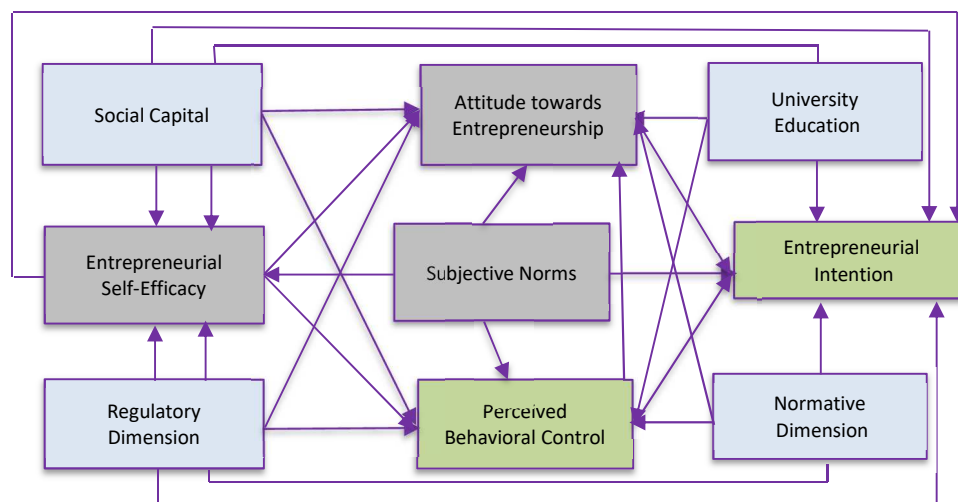 Social Capital
Attitude towards
Entrepreneurship
University
Education
Entrepreneurial
Self-Efficacy
Subjective Norms
Entrepreneurial
Intention
Regulatory
Dimension
Perceived
Behavioral Control
Normative
Dimension